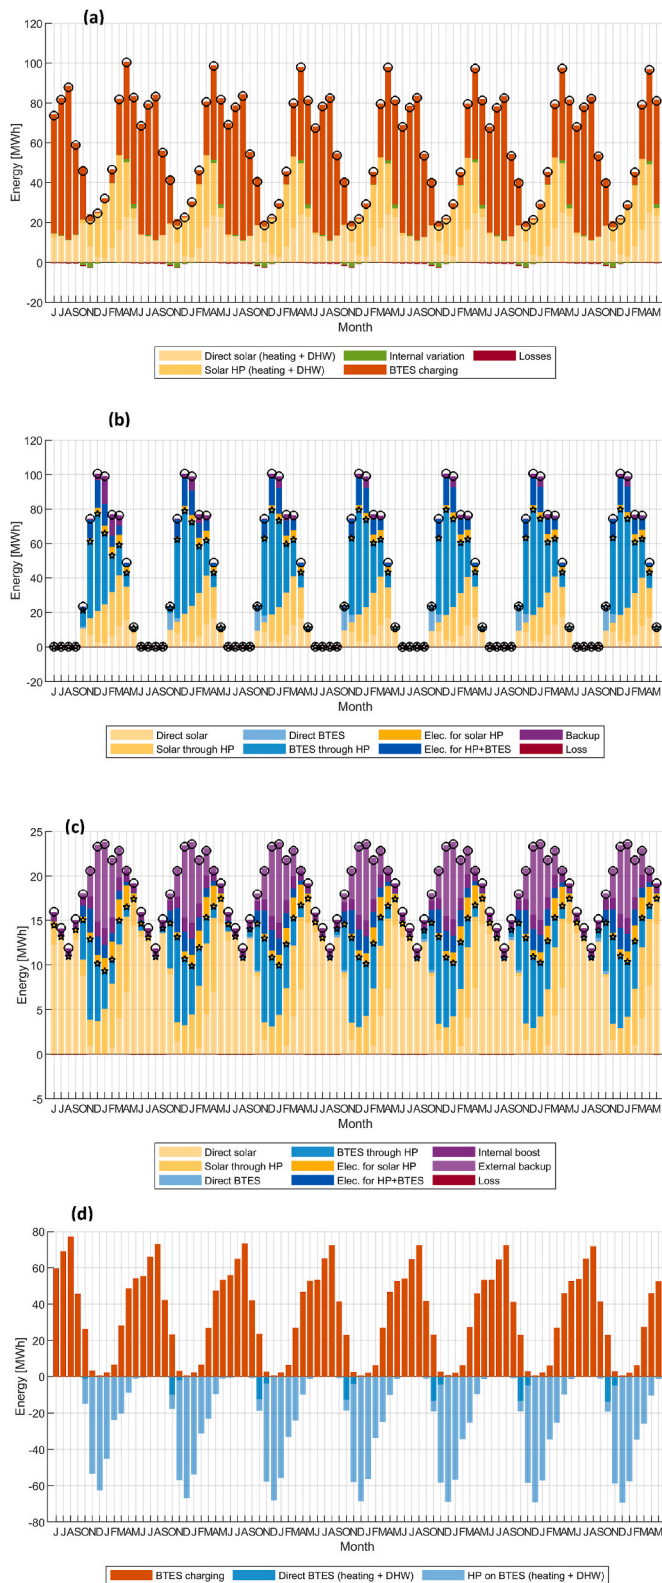 (a)
120
100
80
60
40
20
0
-20
Energy [MWh]
J J A S O N D J F M A M J J A S O N D J F M A M J J A S O N D J F M A M J J A S O N D J F M A M J J A S O N D J F M A M J J A S O N D J F M A M J J A S O N D J F M A M
Month
Direct solar (heating + DHW) Internal variation Losses
Solar HP (heating + DHW) BTES charging
(b)
120
100
80
60
40
20
0
-20
Energy [MWh]
J J A S O N D J F M A M J J A S O N D J F M A M J J A S O N D J F M A M J J A S O N D J F M A M J J A S O N D J F M A M J J A S O N D J F M A M J J A S O N D J F M A M
Month
Direct solar Direct BTES Elec. for solar HP Backup
Solar through HP BTES through HP Elec. for HP+BTES Loss
(c)
25
20
15
10
5
0
-5
Energy [MWh]
J J A S O N D J F M A M J J A S O N D J F M A M J J A S O N D J F M A M J J A S O N D J F M A M J J A S O N D J F M A M J J A S O N D J F M A M J J A S O N D J F M A M
Month
Direct solar BTES through HP Internal boost
Solar through HP Elec. for solar HP External backup
Direct BTES Elec. for HP+BTES Loss
(d)
80
60
40
20
0
-20
-40
-60
-80
Energy [MWh]
J J A S O N D J F M A M J J A S O N D J F M A M J J A S O N D J F M A M J J A S O N D J F M A M J J A S O N D J F M A M J J A S O N D J F M A M J J A S O N D J F M A M
Month
BTES charging Direct BTES (heating + DHW) HP on BTES (heating + DHW)